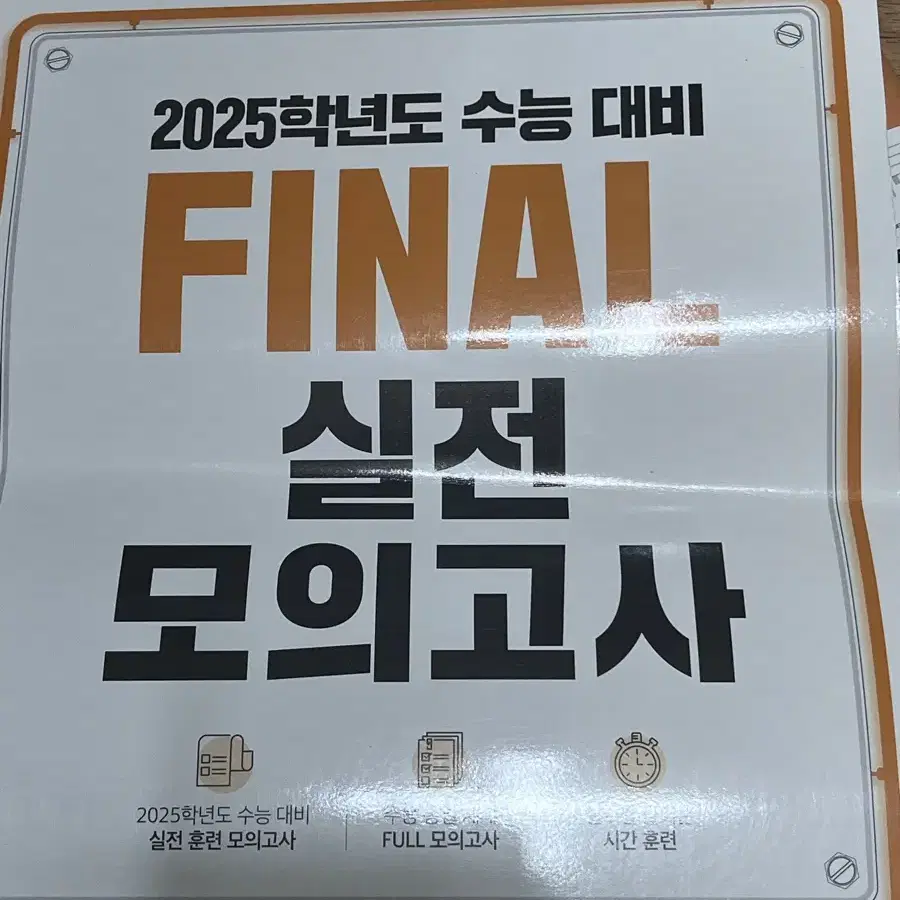 2025학년도 수능 대비
FINAL
실전
모의고사
2025학년도 수능 대비
실전 훈련 모의고사
FULL 모의고사
시간 훈련